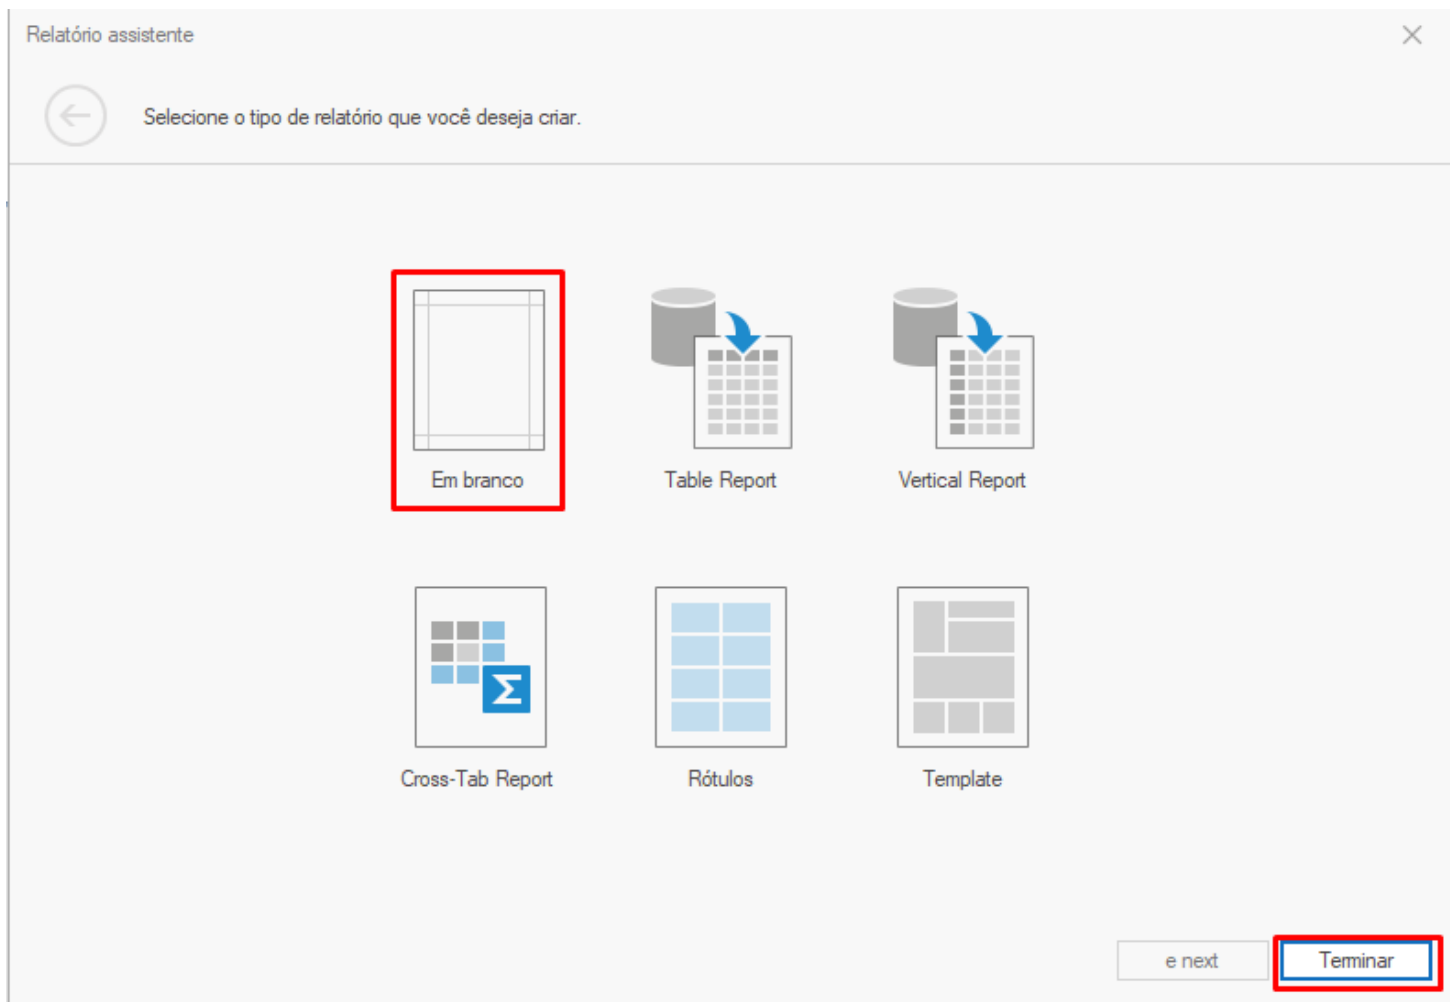 Relatório assistente
Selecione o tipo de relatório que você deseja criar.
Em branco
Table Report
Vertical Report
Cross-Tab Report
Rótulos
Template
e next
Terminar